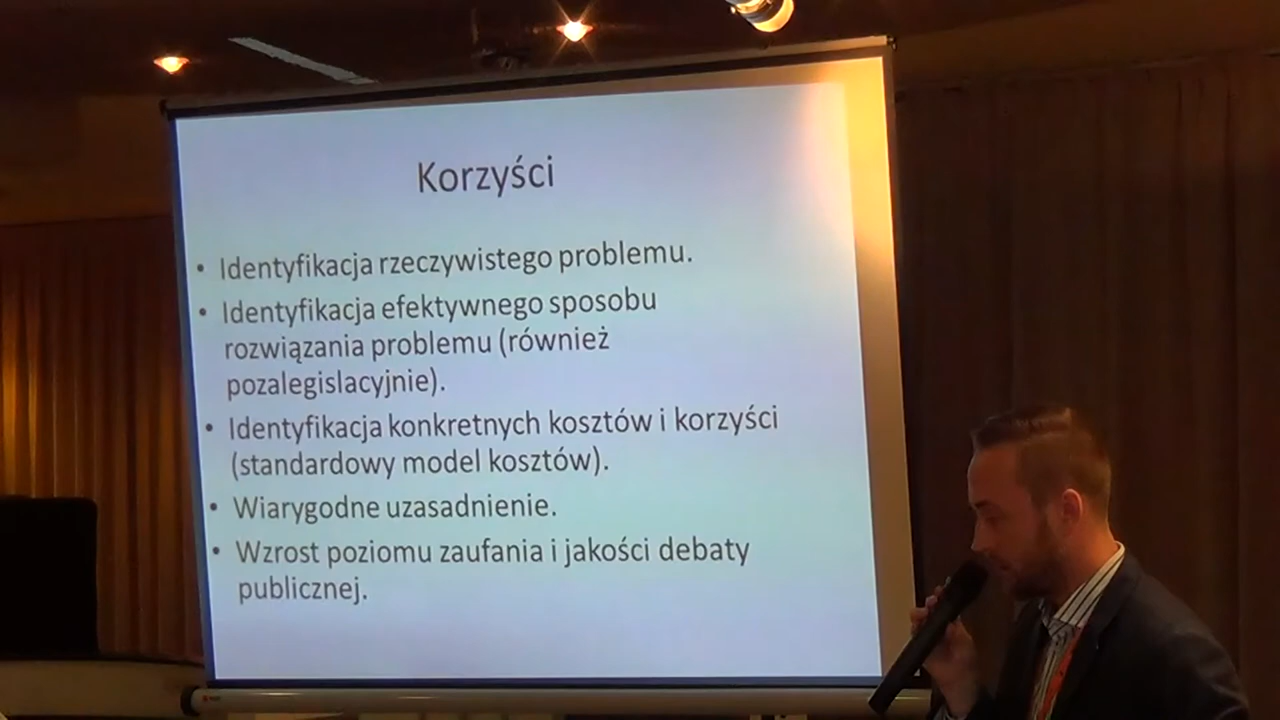 Korzyści
• Identyfikacja rzeczywistego problemu.
• Identyfikacja efektywnego sposobu
rozwiązania problemu (również
pozalegislacyjnie).
• Identyfikacja konkretnych kosztów i korzyści
(standardowy model kosztów).
• Wiarygodne uzasadnienie.
• Wzrost poziomu zaufania i jakości debaty
publicznej.